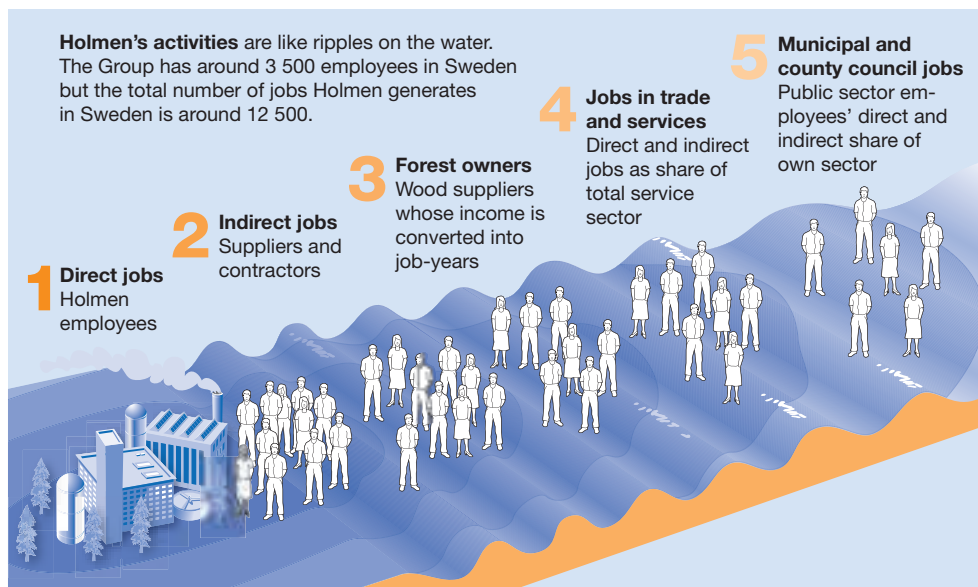 Holmen’s activities are like ripples on the water.
The Group has around 3 500 employees in Sweden
but the total number of jobs Holmen generates
in Sweden is around 12 500.
1 Direct jobs
Holmen
employees
2 Indirect jobs
Suppliers and
contractors
3 Forest owners
Wood suppliers
whose income is
converted into
job-years
4 Jobs in trade
and services
Direct and indirect
jobs as share of
total service
sector
5 Municipal and
county council jobs
Public sector em-
ployees’ direct and
indirect share of
own sector